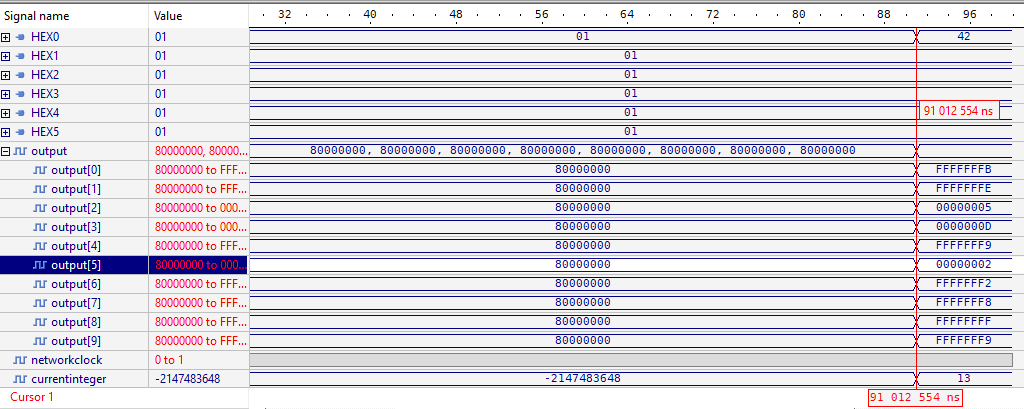 Signal name Value 32 40 48 56 64 72 80 88 96
HEX0 01 01 42
HEX1 01 01
HEX2 01 01
HEX3 01 01
HEX4 01 01 91 012 554 ns
HEX5 01 01
output 80000000, 80000... 80000000, 80000000, 80000000, 80000000, 80000000, 80000000, 80000000, 80000000
output[0] 80000000 to FFF... 80000000 FFFFFFFB
output[1] 80000000 to FFF... 80000000 FFFFFFFE
output[2] 80000000 to 000... 80000000 00000005
output[3] 80000000 to 000... 80000000 0000000D
output[4] 80000000 to FFF... 80000000 FFFFFFF9
output[5] 80000000 to 000... 80000000 00000002
output[6] 80000000 to FFF... 80000000 FFFFFFF2
output[7] 80000000 to FFF... 80000000 FFFFFFF8
output[8] 80000000 to FFF... 80000000 FFFFFFFF
output[9] 80000000 to FFF... 80000000 FFFFFFF9
networkclock 0 to 1
currentinteger -2147483648 -2147483648 13
Cursor 1 91 012 554 ns